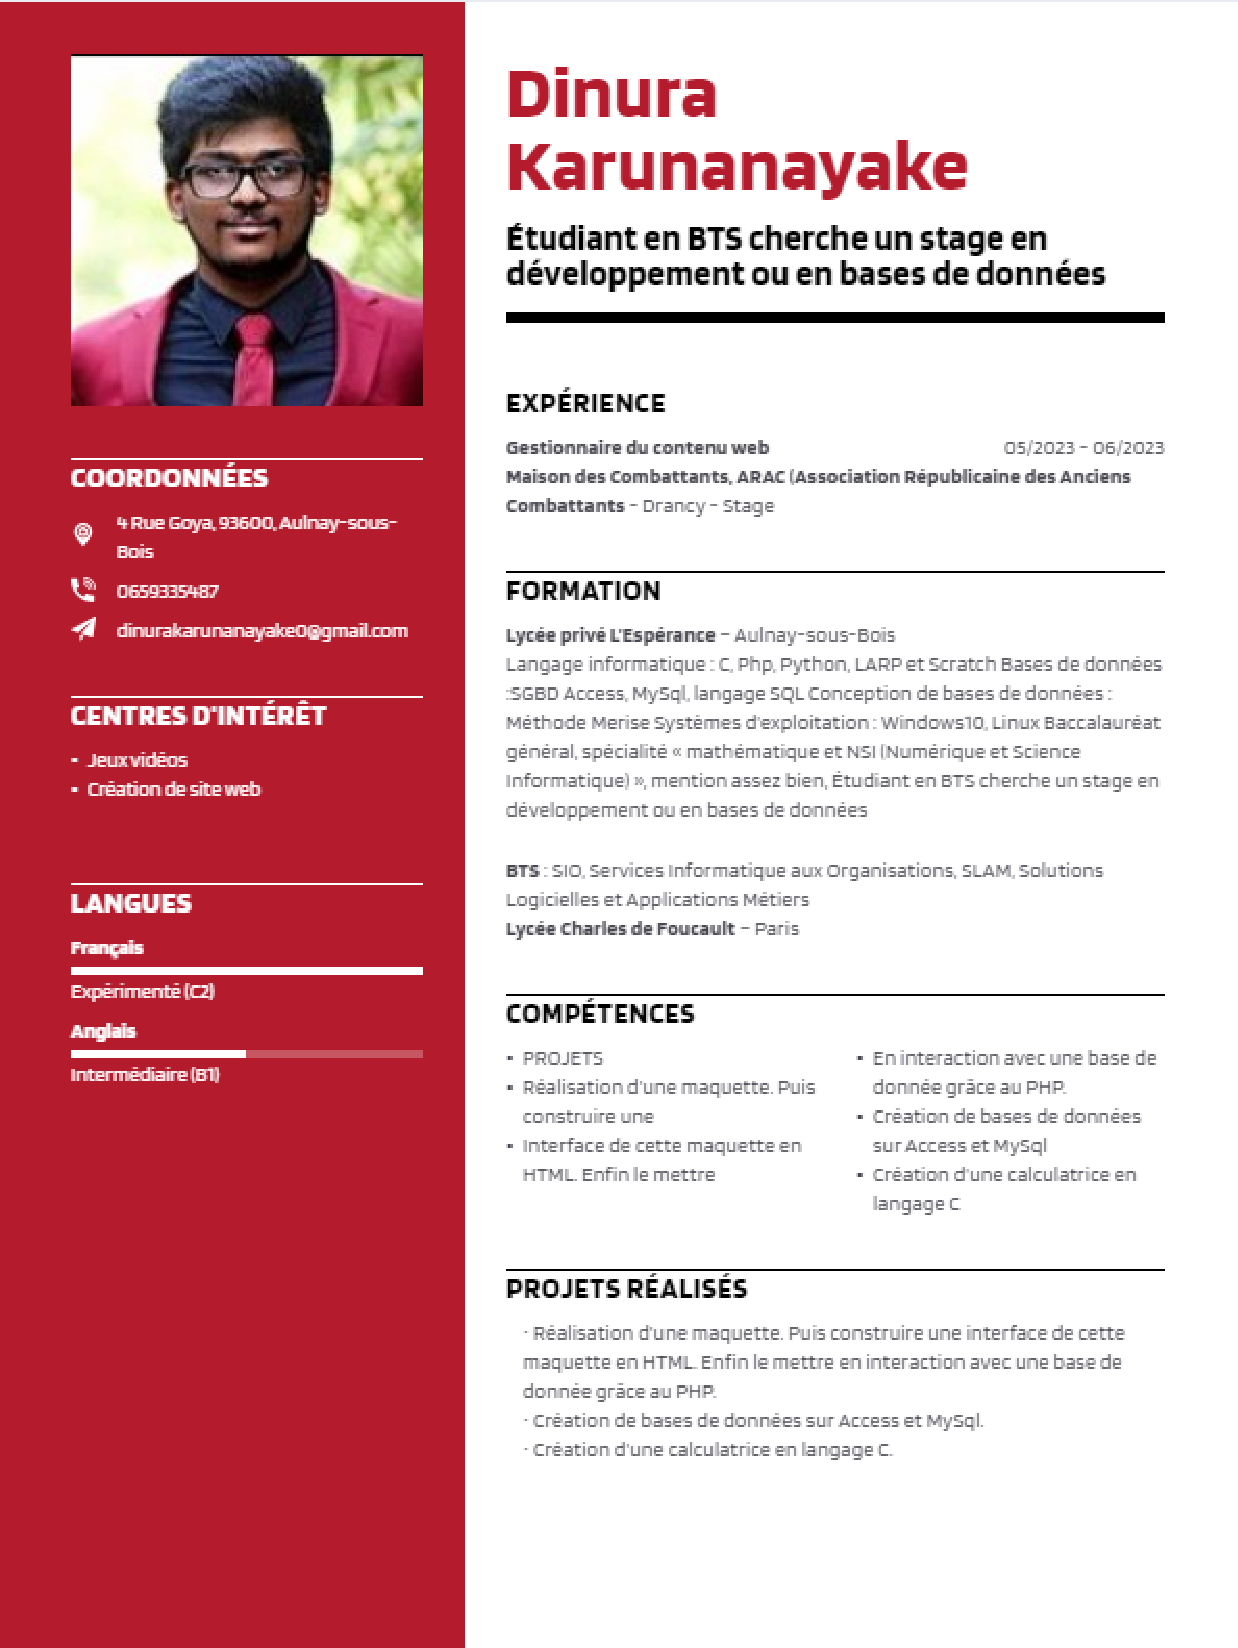 Dinura
Karunanayake
Étudiant en BTS cherche un stage en
développement ou en bases de données
COORDONNÉES
4 Rue Goya, 93600, Aulnay-sous-
Bois
0659335487
dinurakarunanayake0@gmail.com
CENTRES D'INTÉRÊT
▪ Jeux vidéos
▪ Création de site web
LANGUES
Français
Expérimenté (C2)
Anglais
Intermédiaire (B1)
EXPÉRIENCE
Gestionnaire du contenu web 05/2023 - 06/2023
Maison des Combattants, ARAC (Association Républicaine des Anciens
Combattants - Drancy - Stage
FORMATION
Lycée privé L'Espérance - Aulnay-sous-Bois
Langage informatique : C, Php, Python, LARP et Scratch Bases de données
:SGBD Access, MySql, langage SQL Conception de bases de données :
Méthode Merise Systèmes d'exploitation : Windows10, Linux Baccalauréat
général, spécialité « mathématique et NSI (Numérique et Science
Informatique) », mention assez bien, Étudiant en BTS cherche un stage en
développement ou en bases de données
BTS : SIO, Services Informatique aux Organisations, SLAM, Solutions
Logicielles et Applications Métiers
Lycée Charles de Foucault - Paris
COMPÉTENCES
▪ PROJETS
▪ Réalisation d'une maquette. Puis
construire une
▪ Interface de cette maquette en
HTML. Enfin le mettre
▪ En interaction avec une base de
donnée grâce au PHP.
▪ Création de bases de données
sur Access et MySql
▪ Création d'une calculatrice en
langage C.
PROJETS RÉALISÉS
· Réalisation d'une maquette. Puis construire une interface de cette
maquette en HTML. Enfin le mettre en interaction avec une base de
donnée grâce au PHP.
· Création de bases de données sur Access et MySql.
· Création d'une calculatrice en langage C.